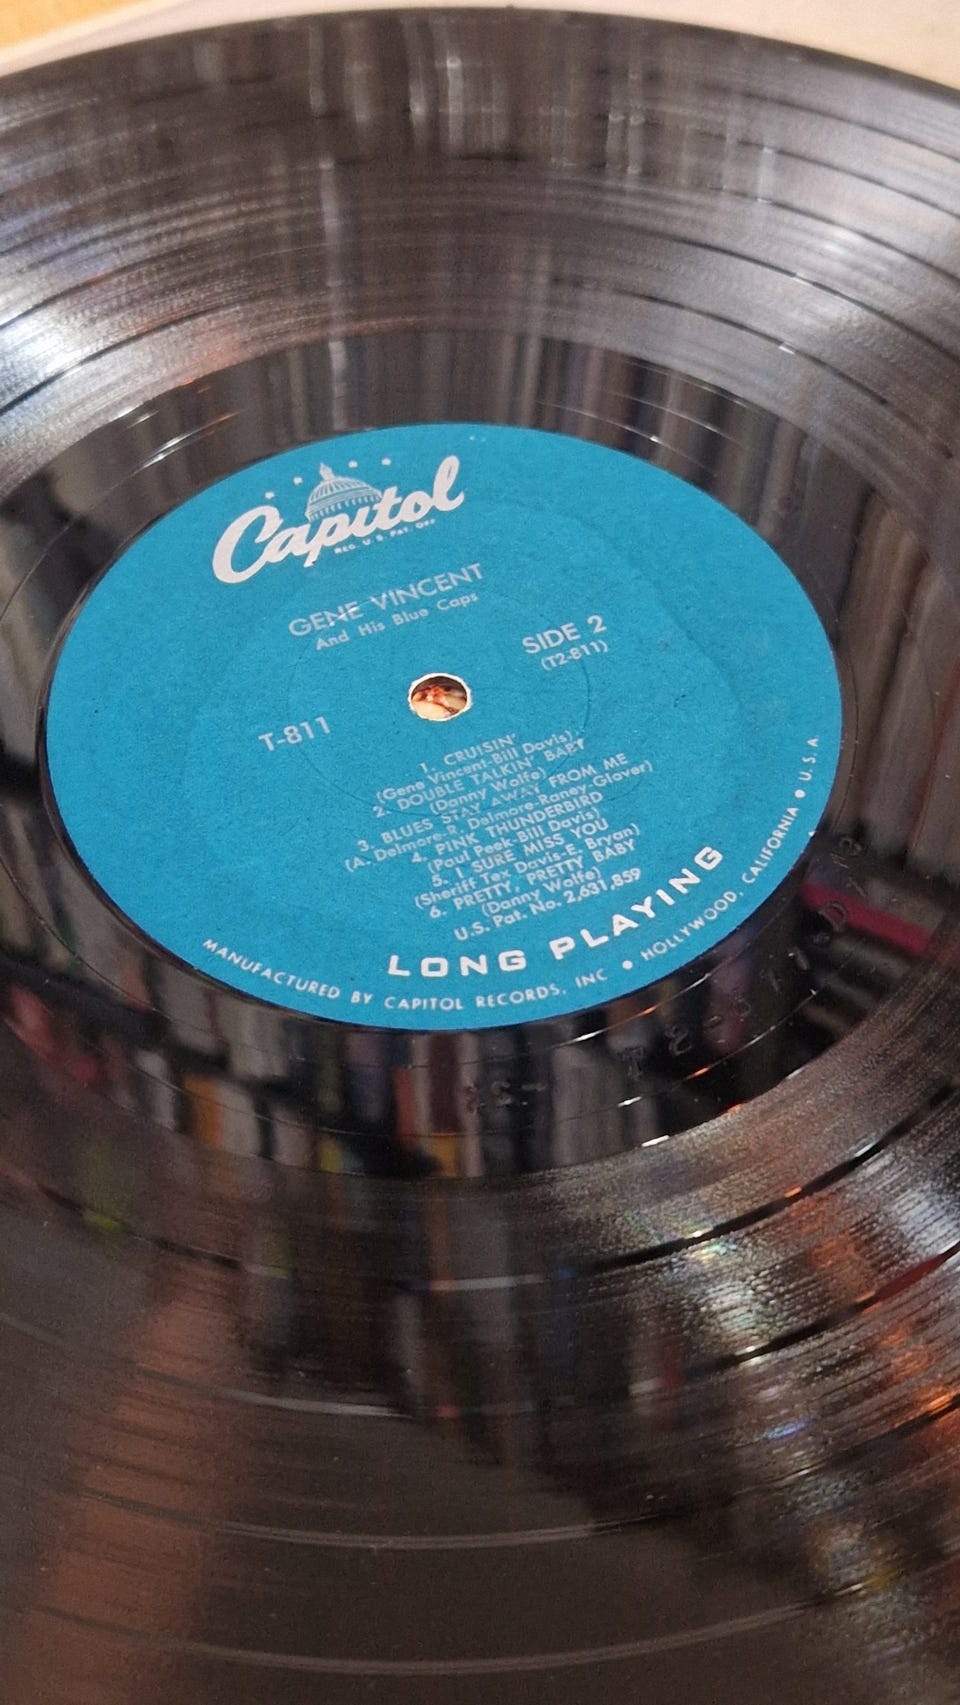 Capitol
REG. U.S. PAT. OFF.
GENE VINCENT
And His Blue Caps
SIDE 2
(T2-811)
T-811
1. CRUISIN'
(Gene Vincent-Bill Davis)
2. DOUBLE TALKIN' BABY
(Danny Wolfe)
3. BLUES STAY AWAY FROM ME
(A. Delmore-R. Delmore-Raney-Glover)
4. PINK THUNDERBIRD
(Paul Peek-Bill Davis)
5. I SURE MISS YOU
(Sheriff Tex Davis-E. Bryan)
6. PRETTY, PRETTY BABY
(Danny Wolfe)
U.S. Pat. No. 2,631,859
LONG PLAYING
MANUFACTURED BY CAPITOL RECORDS, INC • HOLLYWOOD, CALIFORNIA • U.S.A.